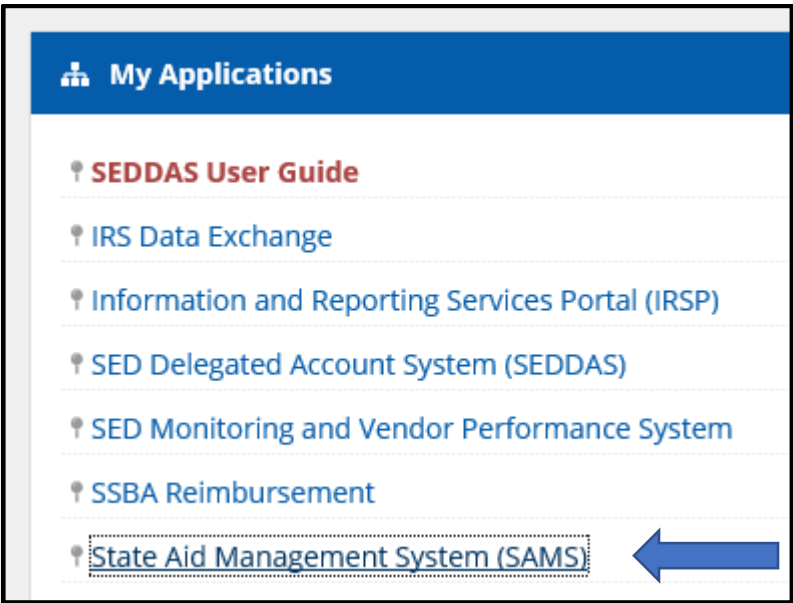 My Applications
SEDDAS User Guide
IRS Data Exchange
Information and Reporting Services Portal (IRSP)
SED Delegated Account System (SEDDAS)
SED Monitoring and Vendor Performance System
SSBA Reimbursement
State Aid Management System (SAMS)